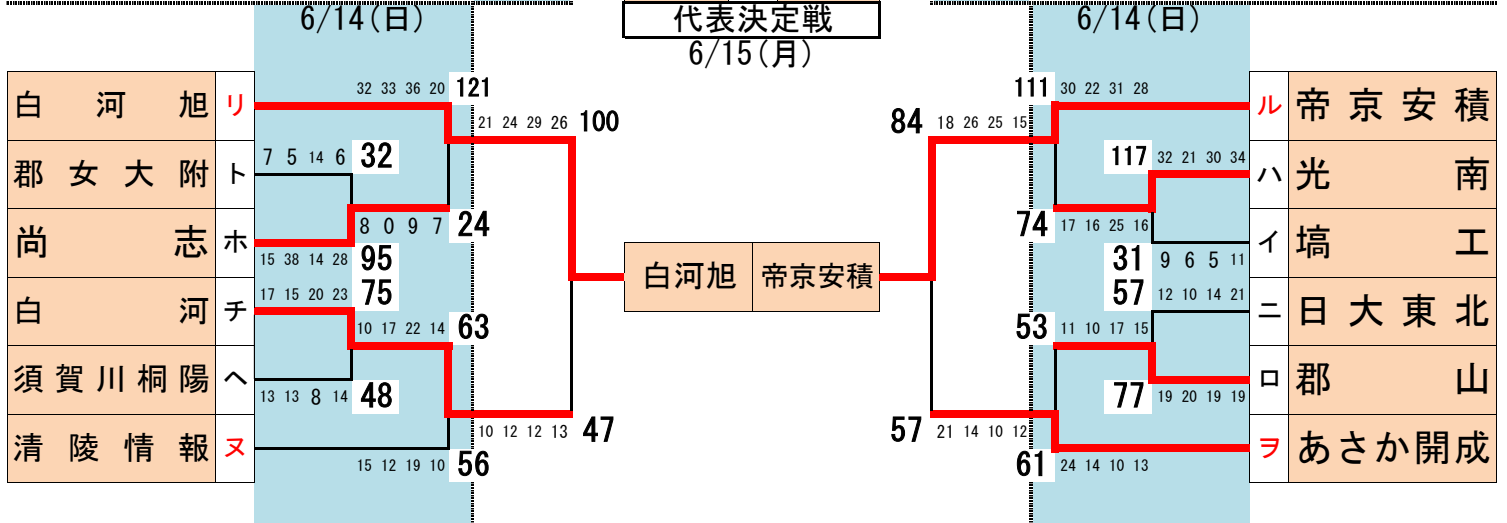 6/14(日)
代表決定戦
6/14(日)
6/15(月)
32 33 36 20 121
111 30 22 31 28
白河旭 リ
ル 帝京安積
21 24 29 26 100
84 18 26 25 15
7 5 14 6 32
117 32 21 30 34
郡女大附 ト
ハ 光南
8 0 9 7 24
74 17 16 25 16
尚志 ホ
イ 塙工
15 38 14 28 95
31 9 6 5 11
白河旭 帝京安積
17 15 20 23 75
57 12 10 14 21
白河 チ
ニ 日大東北
10 17 22 14 63
53 11 10 17 15
須賀川桐陽 ヘ
ロ 郡山
13 13 8 14 48
77 19 20 19 19
10 12 12 13 47
57 21 14 10 12
清陵情報 ヌ
ヲ あさか開成
15 12 19 10 56
61 24 14 10 13